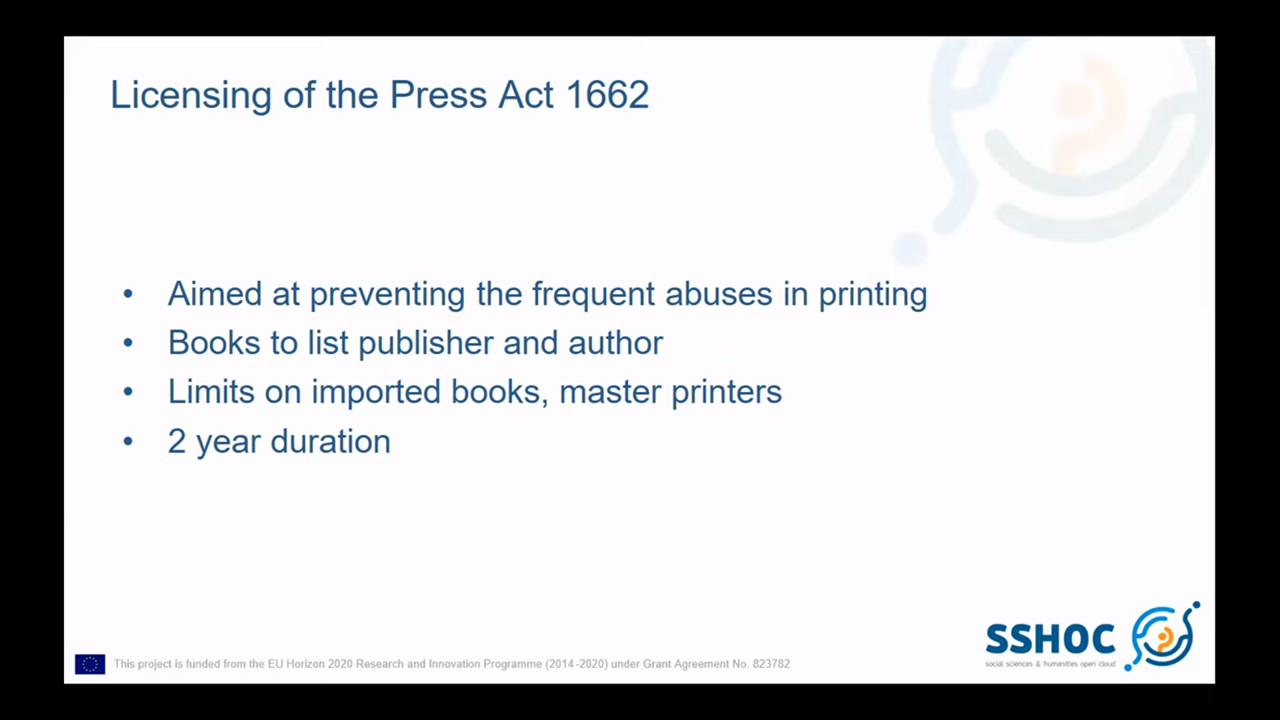 Licensing of the Press Act 1662
• Aimed at preventing the frequent abuses in printing
• Books to list publisher and author
• Limits on imported books, master printers
• 2 year duration
SSHOC
social sciences & humanities open cloud
This project is funded from the EU Horizon 2020 Research and Innovation Programme (2014-2020) under Grant Agreement No. 823782